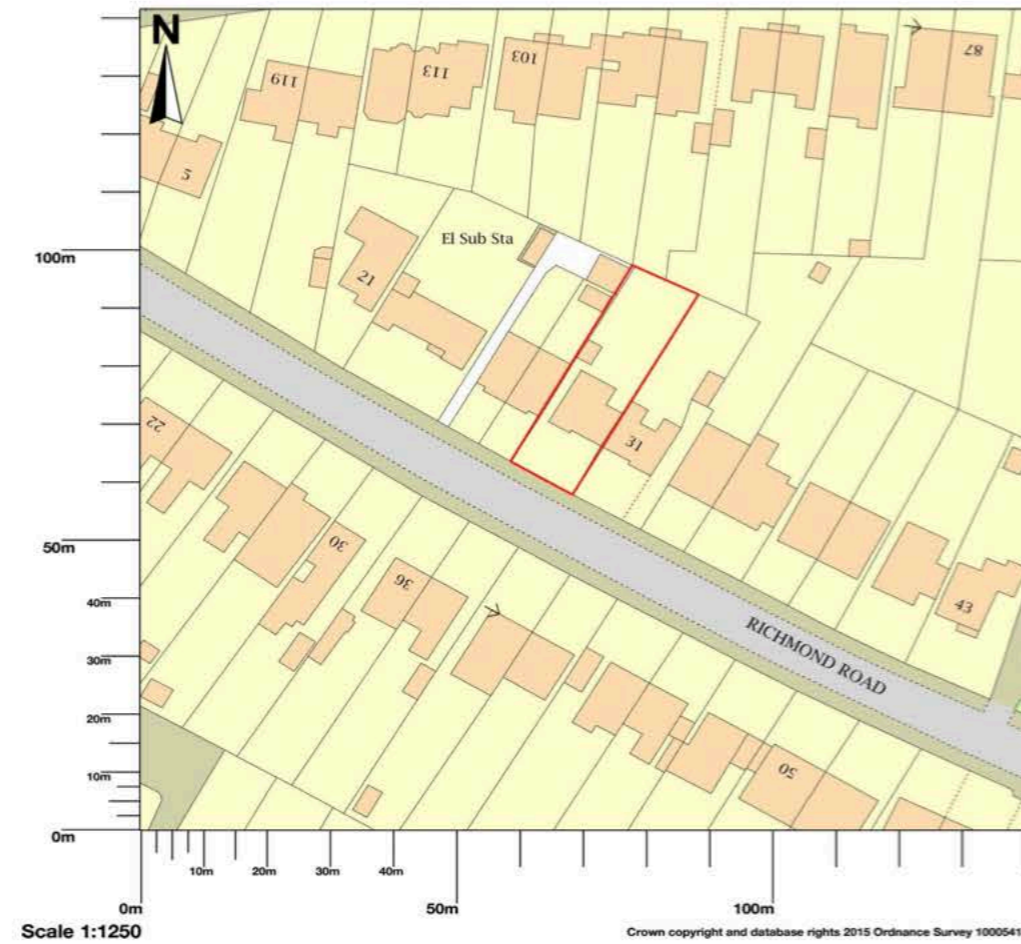 N
119
113
103
87
5
El Sub Sta
21
31
22
30
36
43
50
RICHMOND ROAD
100m
50m
40m
30m
20m
10m
0m
10m
20m
30m
40m
0m
50m
100m
Scale 1:1250
Crown copyright and database rights 2015 Ordnance Survey 1000541